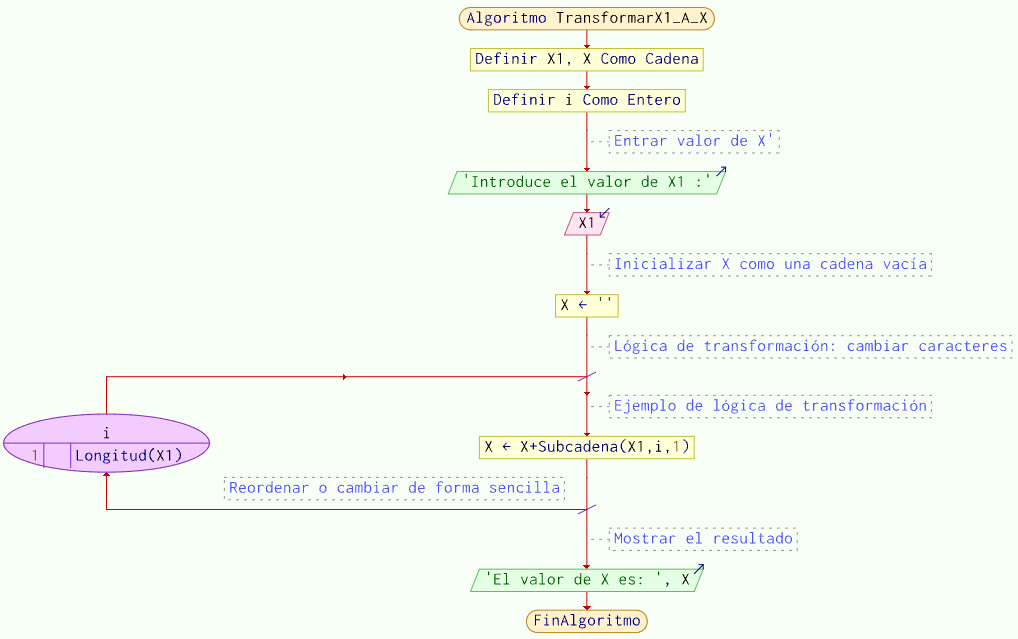 Algoritmo TransformarX1_A_X
Definir X1, X Como Cadena
Definir i Como Entero
Entrar valor de X'
'Introduce el valor de X1 :'
X1
Inicializar X como una cadena vacía
X ← ''
Lógica de transformación: cambiar caracteres
Ejemplo de lógica de transformación
i
1 Longitud(X1)
X ← X+Subcadena(X1,i,1)
Reordenar o cambiar de forma sencilla
Mostrar el resultado
'El valor de X es: ', X
FinAlgoritmo